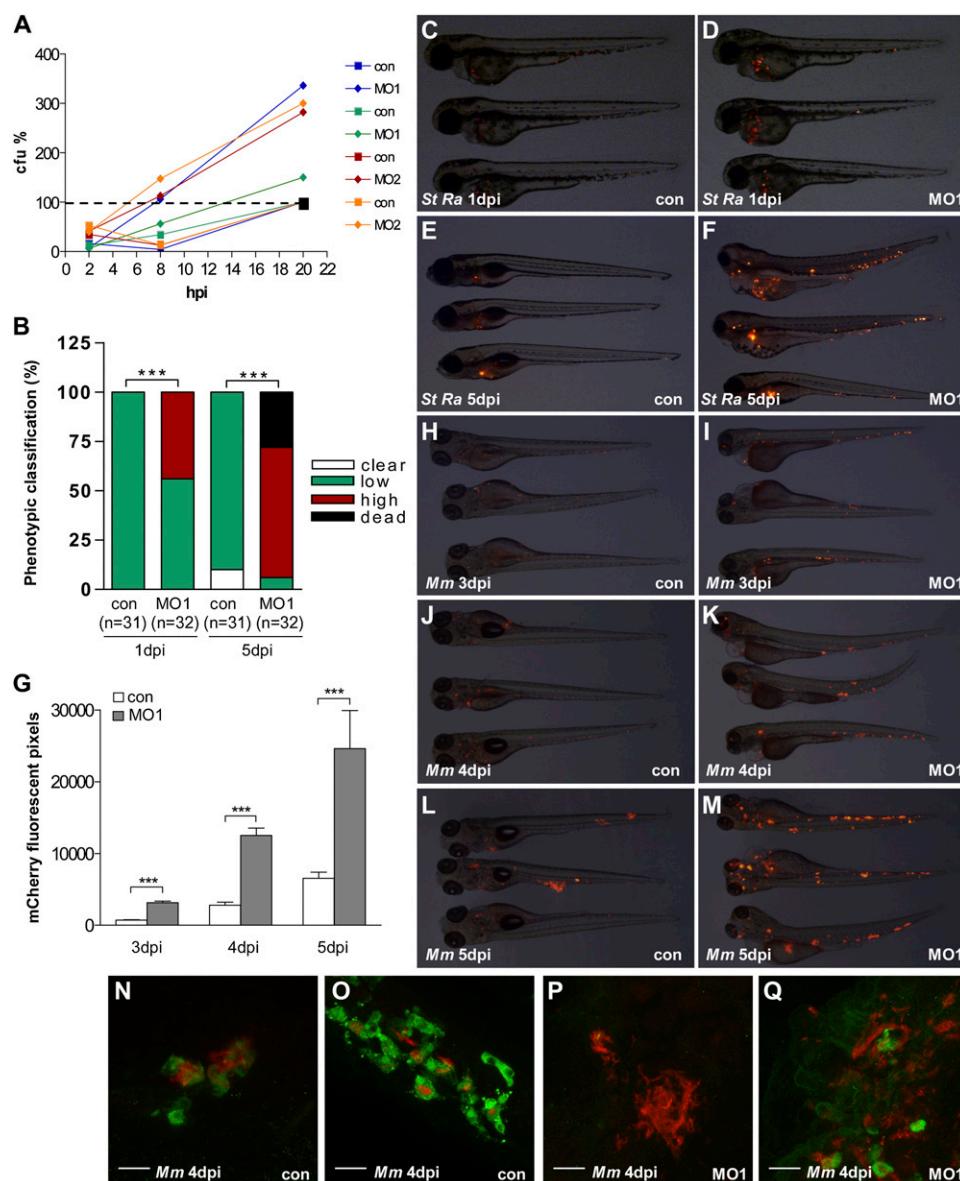 A
400
300
200
100
0
cfu %
0 2 4 6 8 10 12 14 16 18 20 22
hpi
con
MO1
con
MO1
con
MO2
con
MO2
B
125
100
75
50
25
0
Phenotypic classification (%)
*** ***
con MO1 con MO1
(n=31) (n=32) (n=31) (n=32)
1dpi 5dpi
clear
low
high
dead
G
con
MO1
30000
20000
10000
0
mCherry fluorescent pixels
***
***
***
3dpi 4dpi 5dpi
C
St Ra 1dpi con
D
St Ra 1dpi MO1
E
St Ra 5dpi con
F
St Ra 5dpi MO1
H
Mm 3dpi con
I
Mm 3dpi MO1
J
Mm 4dpi con
K
Mm 4dpi MO1
L
Mm 5dpi con
M
Mm 5dpi MO1
N
Mm 4dpi con
O
Mm 4dpi con
P
Mm 4dpi MO1
Q
Mm 4dpi MO1